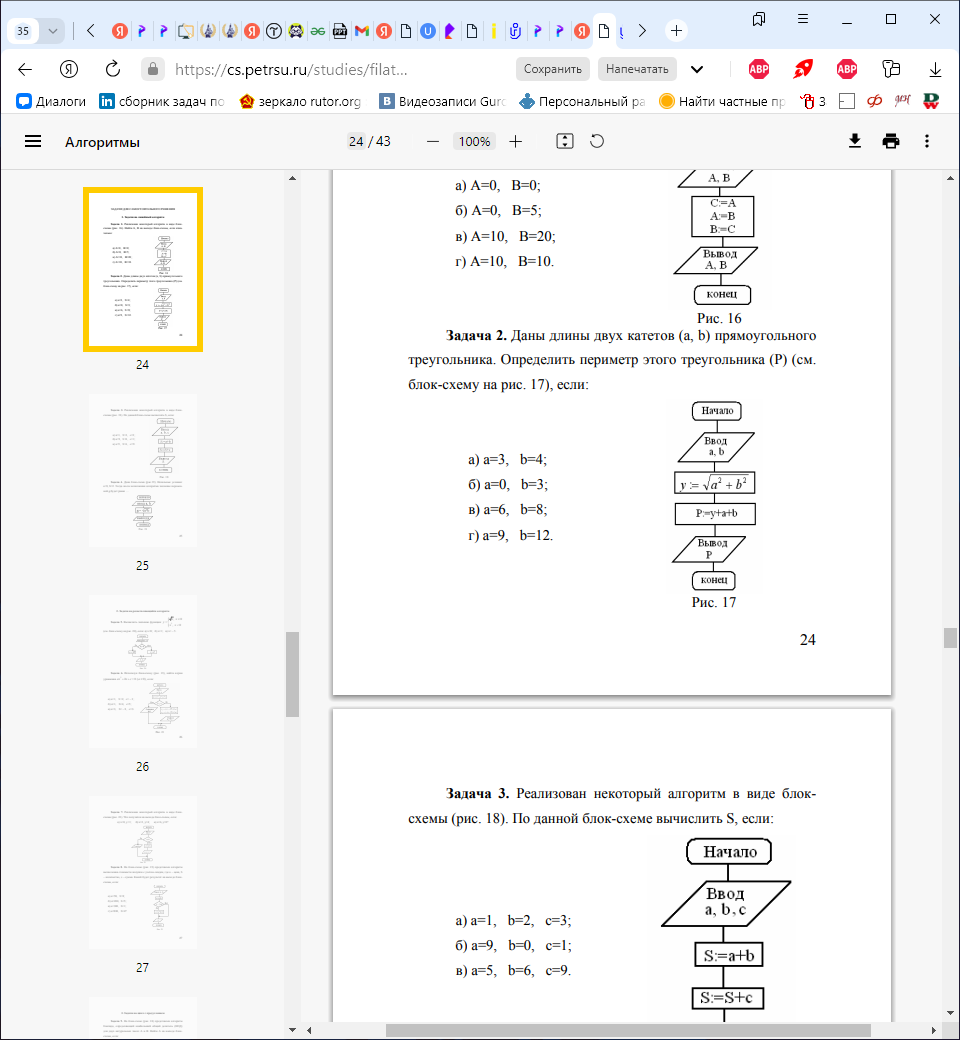 35
https://cs.petrsu.ru/studies/filat...
Сохранить
Напечатать
ABP
ABP
Диалоги
сборник задач по
зеркало rutor.org
Видеозаписи Guro
Персональный ра
Найти частные пр
3
Алгоритмы
24 / 43
100%
24
25
26
27
а) A=0, B=0;
б) A=0, B=5;
в) A=10, B=20;
г) A=10, B=10.
A, B
C:=A
A:=B
B:=C
Вывод
A, B
конец
Рис. 16
Задача 2. Даны длины двух катетов (a, b) прямоугольного
треугольника. Определить периметр этого треугольника (P) (см.
блок-схему на рис. 17), если:
а) a=3, b=4;
б) a=0, b=3;
в) a=6, b=8;
г) a=9, b=12.
Начало
Ввод
a, b
y := √a² + b²
P:=y+a+b
Вывод
P
конец
Рис. 17
24
Задача 3. Реализован некоторый алгоритм в виде блок-
схемы (рис. 18). По данной блок-схеме вычислить S, если:
а) a=1, b=2, c=3;
б) a=9, b=0, c=1;
в) a=5, b=6, c=9.
Начало
Ввод
a, b, c
S:=a+b
S:=S+c